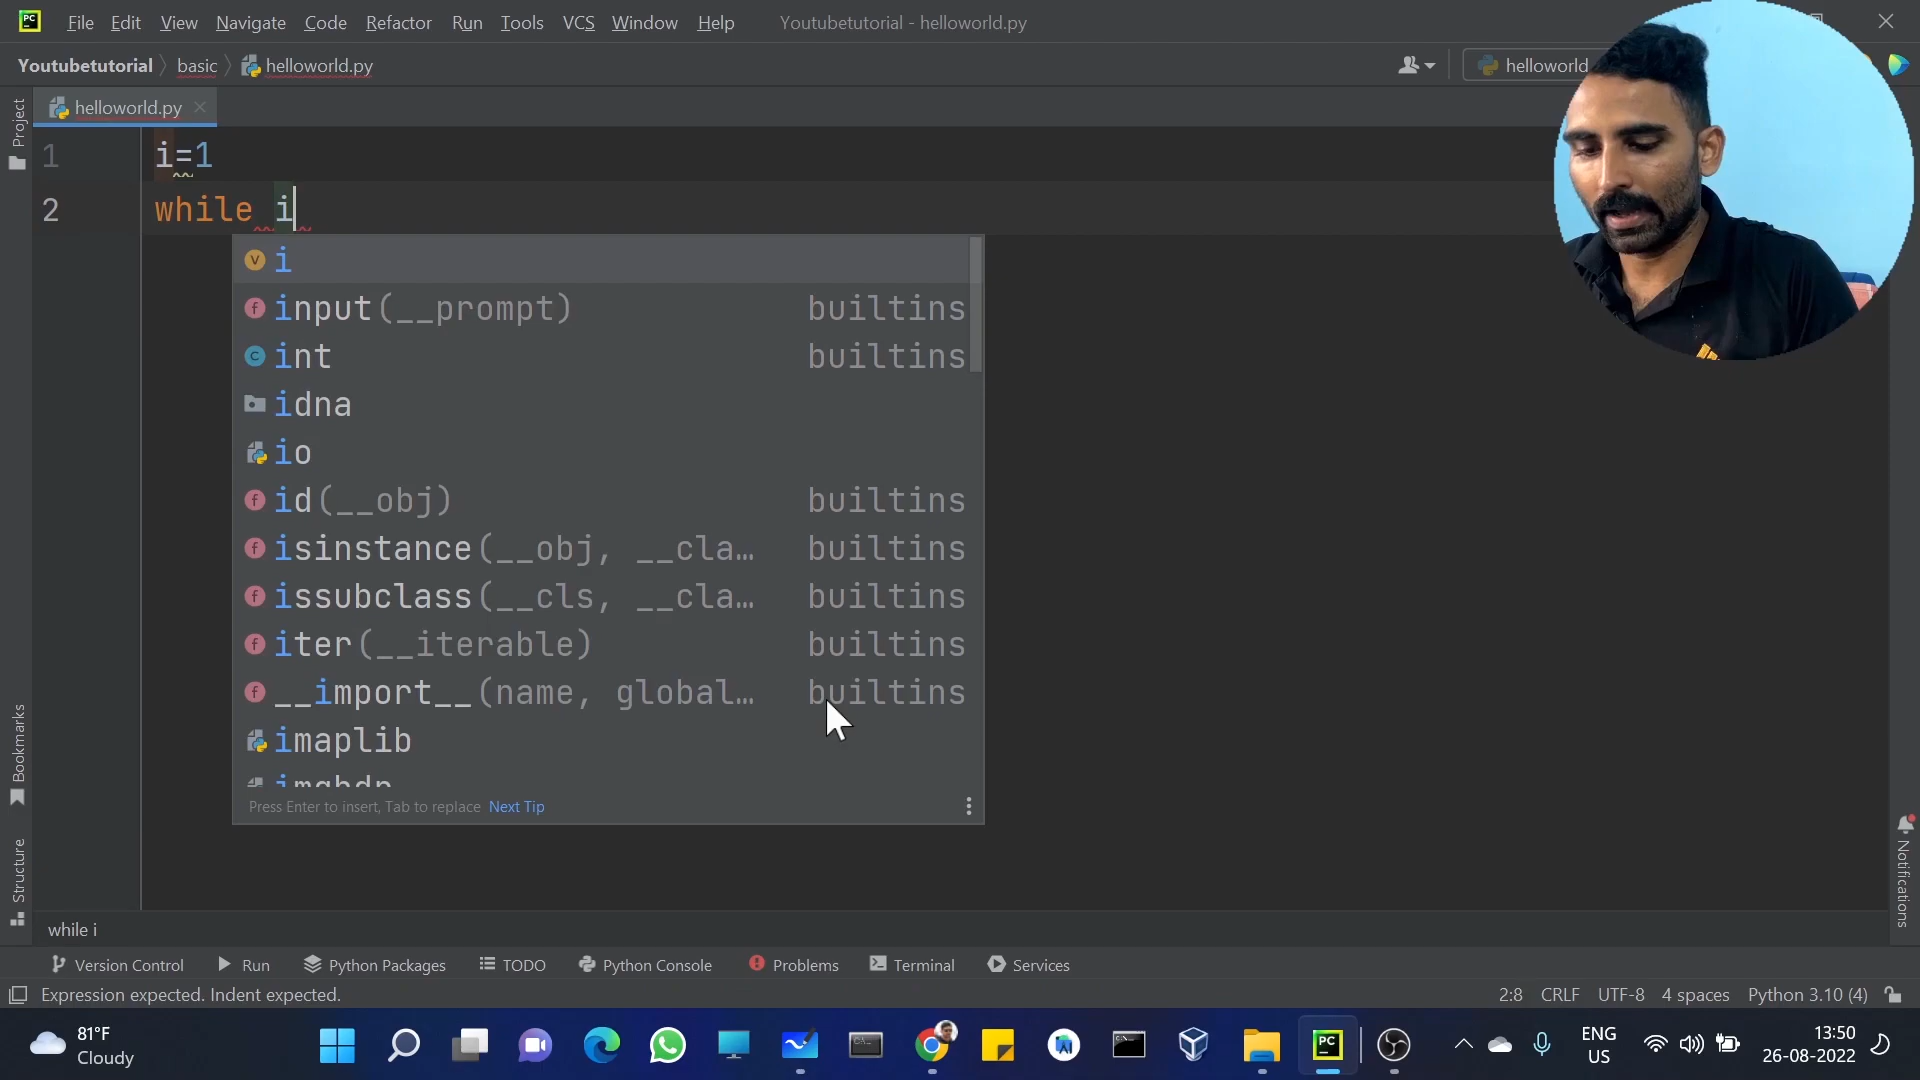 PC File Edit View Navigate Code Refactor Run Tools VCS Window Help Youtubetutorial - helloworld.py
Youtubetutorial basic helloworld.py helloworld
Project
helloworld.py
1 i=1
2 while i
i
input(__prompt) builtins
int builtins
idna
io
id(__obj) builtins
isinstance(__obj, __cla… builtins
issubclass(__cls, __cla… builtins
iter(__iterable) builtins
__import__(name, global… builtins
imaplib
Press Enter to insert, Tab to replace Next Tip
Bookmarks
Structure
Notifications
while i
Version Control Run Python Packages TODO Python Console Problems Terminal Services
Expression expected. Indent expected. 2:8 CRLF UTF-8 4 spaces Python 3.10 (4)
81°F
Cloudy
PC
ENG
US
13:50
26-08-2022